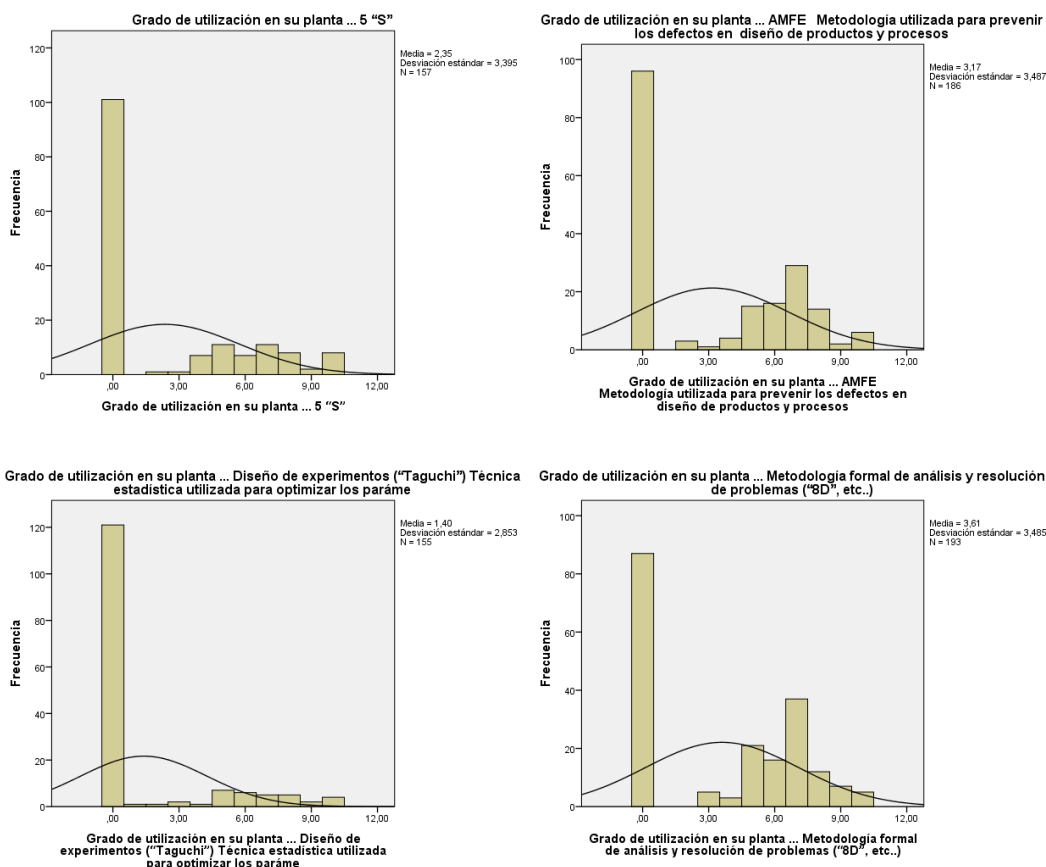 Grado de utilización en su planta ... 5 “S”
Media = 2,35
Desviación estándar = 3,395
N = 157
120
100
80
60
40
20
0
Frecuencia
,00 3,00 6,00 9,00 12,00
Grado de utilización en su planta ... 5 “S”
Grado de utilización en su planta ... AMFE Metodología utilizada para prevenir
los defectos en diseño de productos y procesos
Media = 3,17
Desviación estándar = 3,487
N = 186
100
80
60
40
20
0
Frecuencia
,00 3,00 6,00 9,00 12,00
Grado de utilización en su planta ... AMFE
Metodología utilizada para prevenir los defectos en
diseño de productos y procesos
Grado de utilización en su planta ... Diseño de experimentos (“Taguchi”) Técnica
estadística utilizada para optimizar los paráme
Media = 1,40
Desviación estándar = 2,853
N = 155
120
100
80
60
40
20
0
Frecuencia
,00 3,00 6,00 9,00 12,00
Grado de utilización en su planta ... Diseño de
experimentos (“Taguchi”) Técnica estadística utilizada
para optimizar los paráme
Grado de utilización en su planta ... Metodología formal de análisis y resolución
de problemas (“8D”, etc..)
Media = 3,61
Desviación estándar = 3,485
N = 193
100
80
60
40
20
0
Frecuencia
,00 3,00 6,00 9,00 12,00
Grado de utilización en su planta ... Metodología formal
de análisis y resolución de problemas (“8D”, etc..)